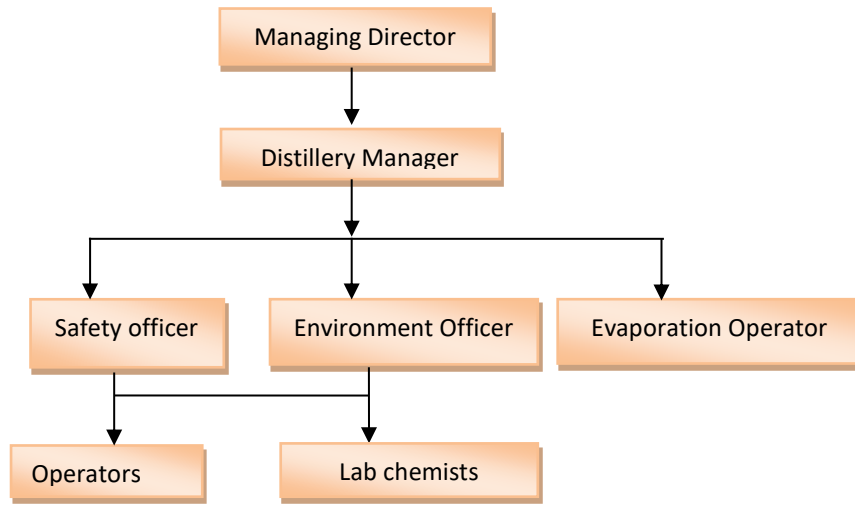 Managing Director
Distillery Manager
Safety officer
Environment Officer
Evaporation Operator
Operators
Lab chemists